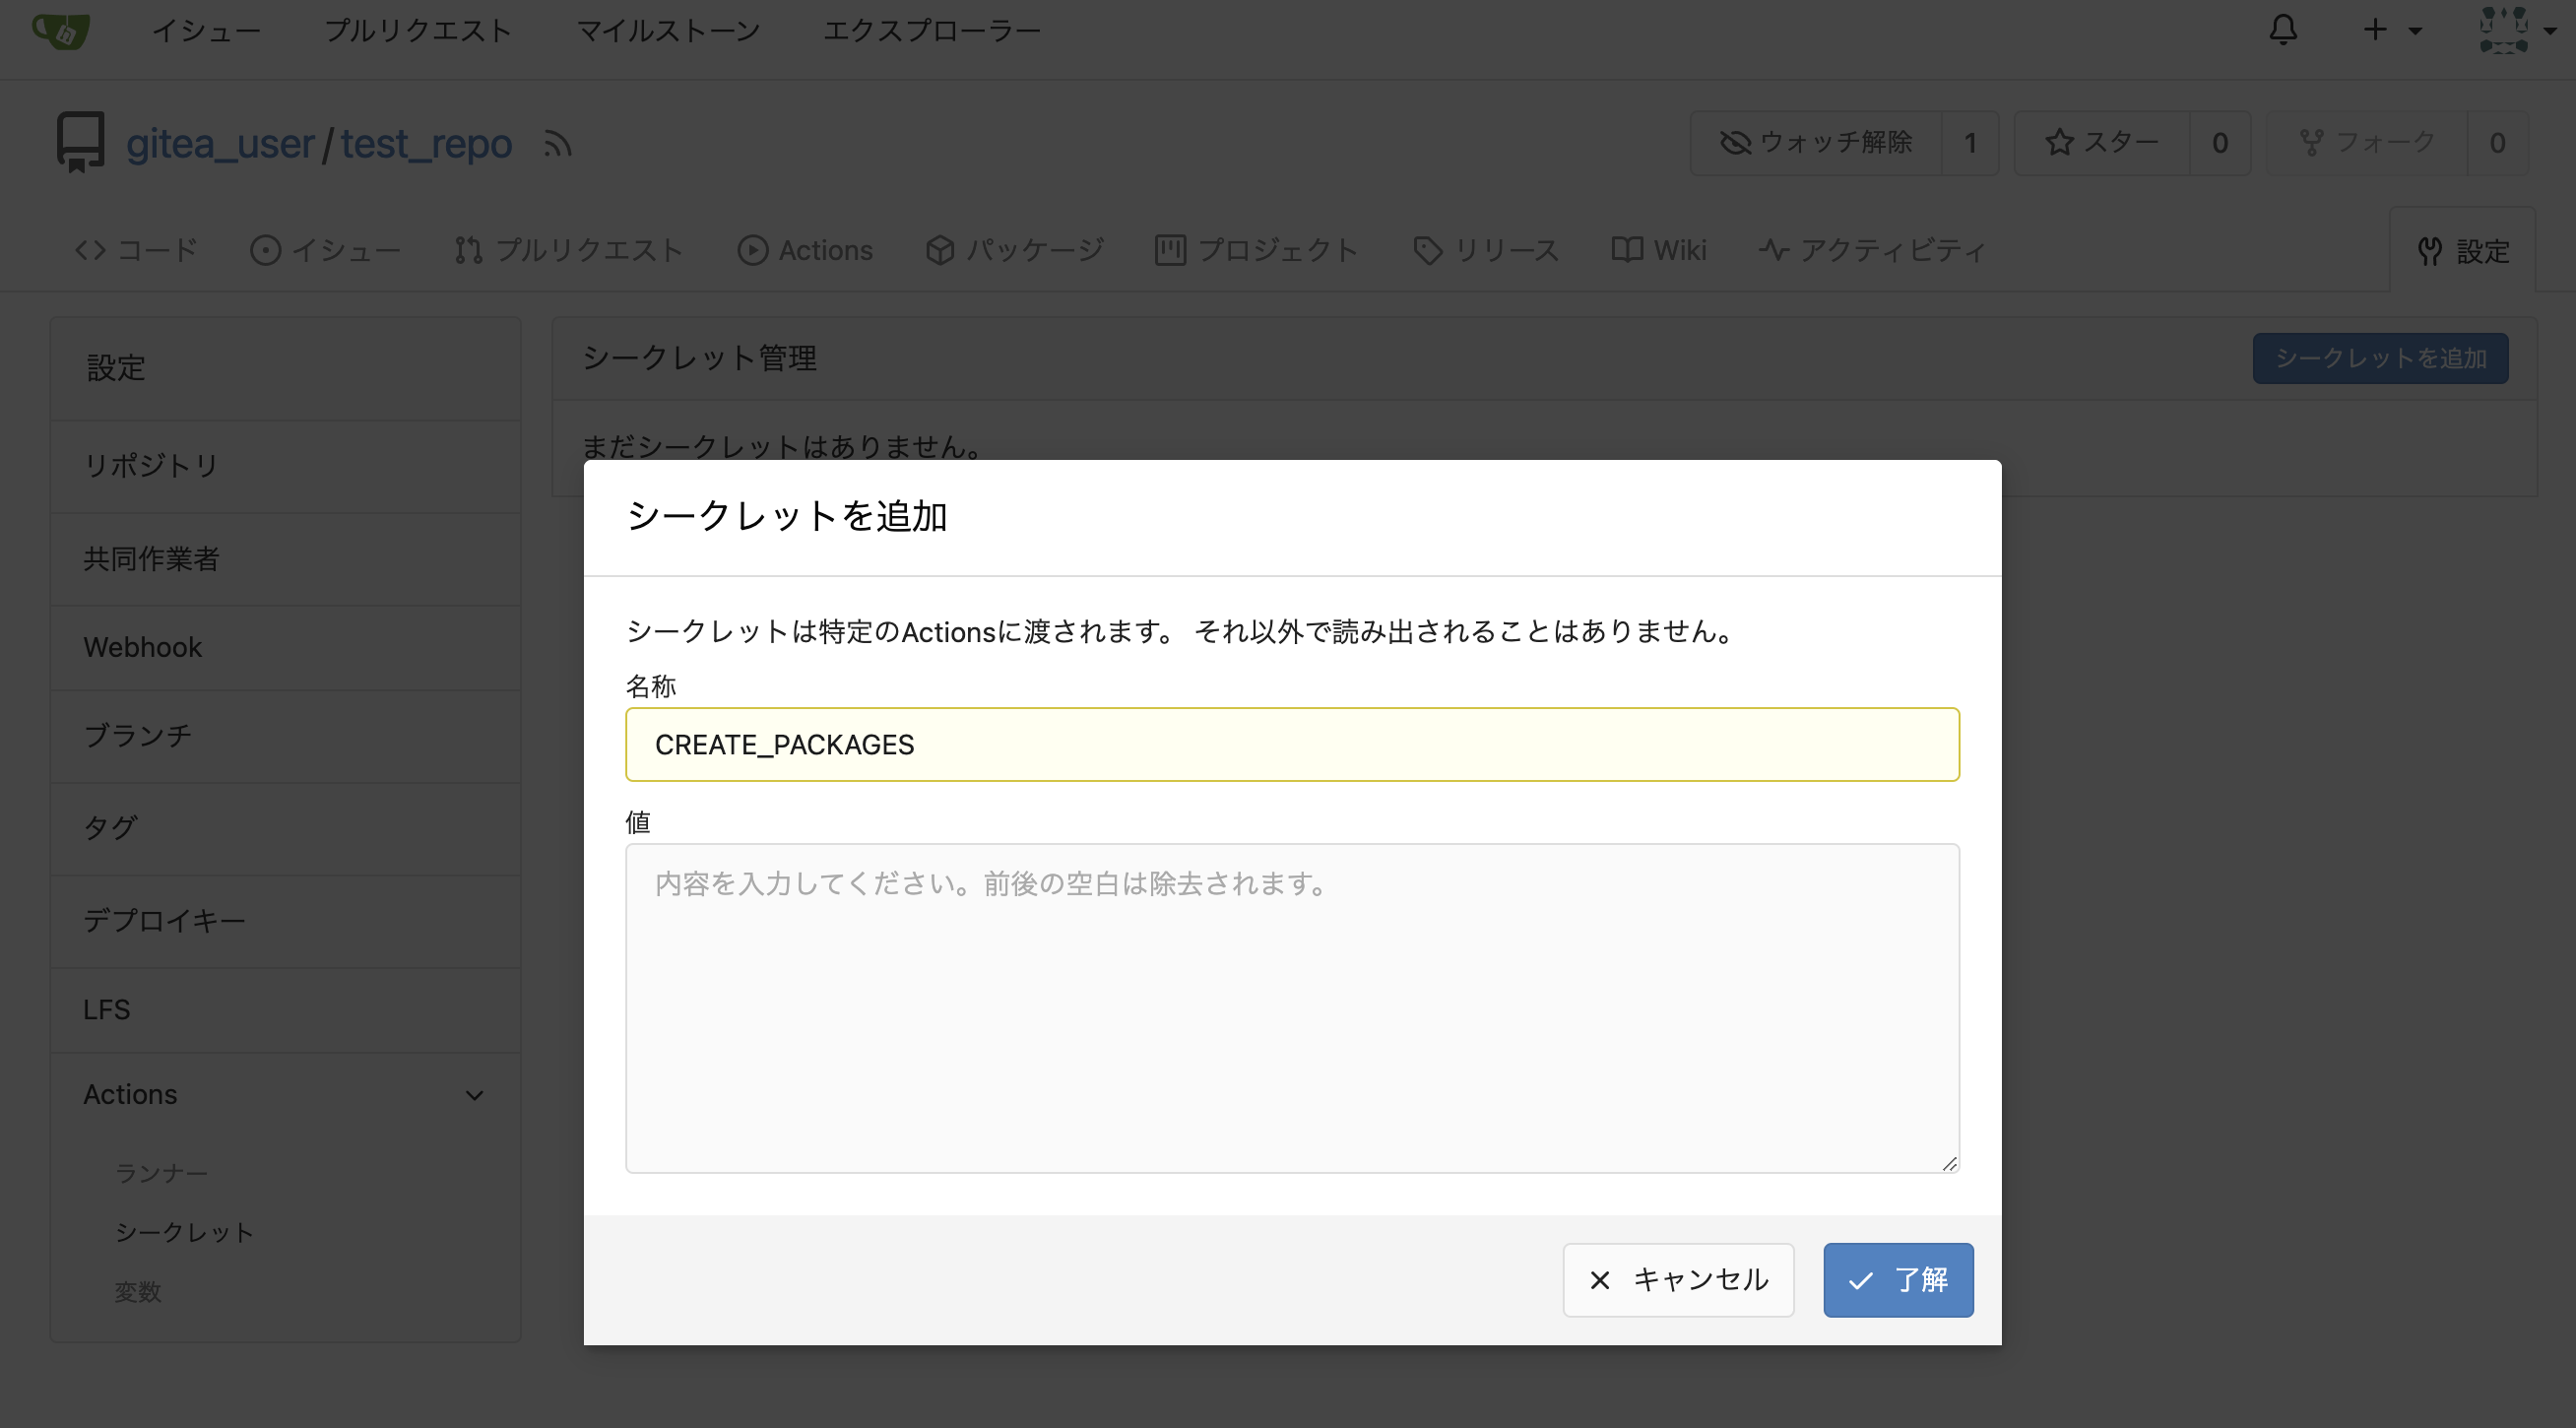 イシュー プルリクエスト マイルストーン エクスプローラー
gitea_user/test_repo
ウォッチ解除 1 スター 0 フォーク 0
コード イシュー プルリクエスト Actions パッケージ プロジェクト リリース Wiki アクティビティ 設定
設定
リポジトリ
共同作業者
Webhook
ブランチ
タグ
デプロイキー
LFS
Actions
ランナー
シークレット
変数
シークレット管理 シークレットを追加
まだシークレットはありません。
シークレットを追加
シークレットは特定のActionsに渡されます。 それ以外で読み出されることはありません。
名称
CREATE_PACKAGES
値
内容を入力してください。前後の空白は除去されます。
キャンセル 了解